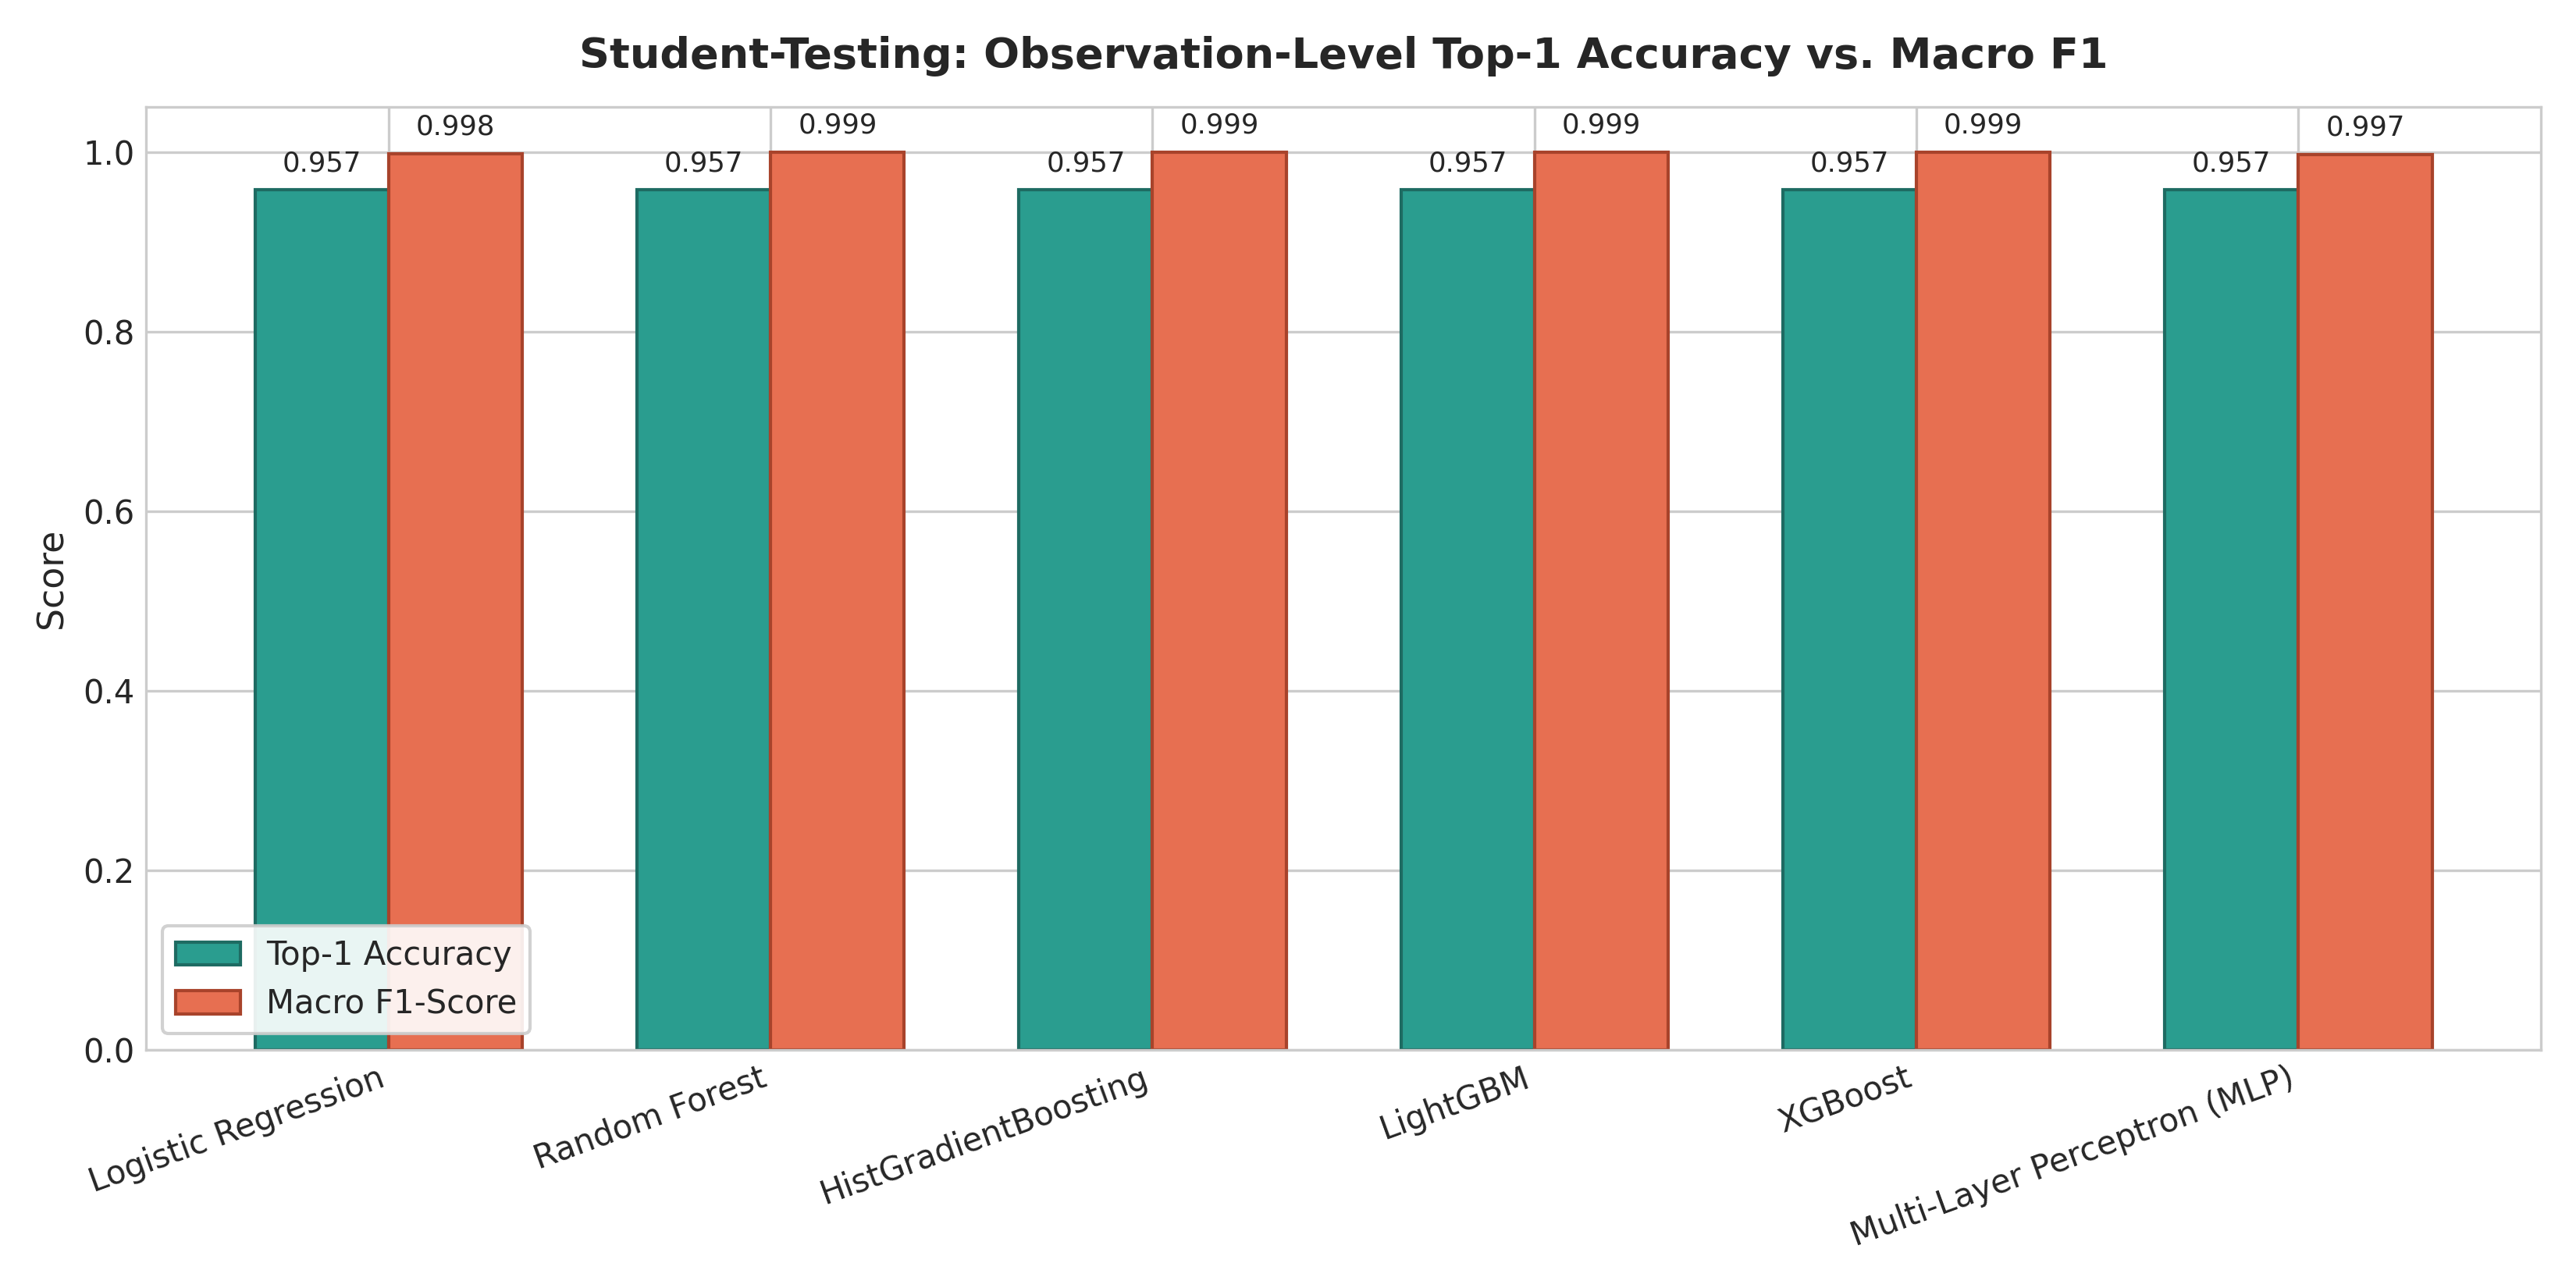 Student-Testing: Observation-Level Top-1 Accuracy vs. Macro F1
0.998
0.999
0.999
0.999
0.999
0.997
0.957
0.957
0.957
0.957
0.957
0.957
1.0
0.8
0.6
0.4
0.2
0.0
Score
Top-1 Accuracy
Macro F1-Score
Logistic Regression
Random Forest
HistGradientBoosting
LightGBM
XGBoost
Multi-Layer Perceptron (MLP)